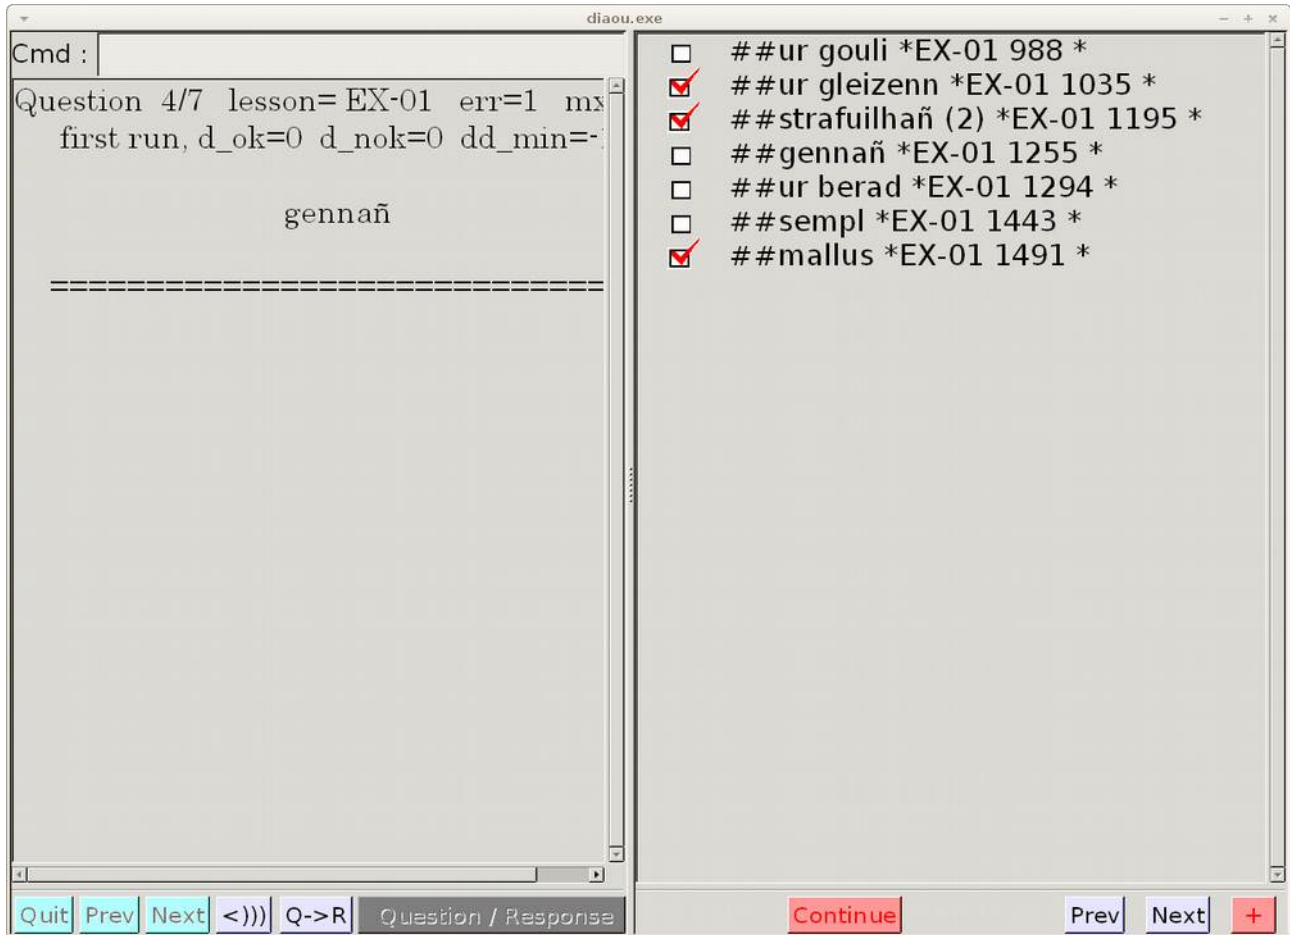 diaou.exe
Cmd :
Question 4/7 lesson= EX-01 err=1 mx
first run, d_ok=0 d_nok=0 dd_min=-
gennañ
==============================
##ur gouli *EX-01 988 *
##ur gleizenn *EX-01 1035 *
##strafuilhañ (2) *EX-01 1195 *
##gennañ *EX-01 1255 *
##ur berad *EX-01 1294 *
##sempl *EX-01 1443 *
##mallus *EX-01 1491 *
Quit Prev Next <))) Q->R Question / Response
Continue Prev Next +